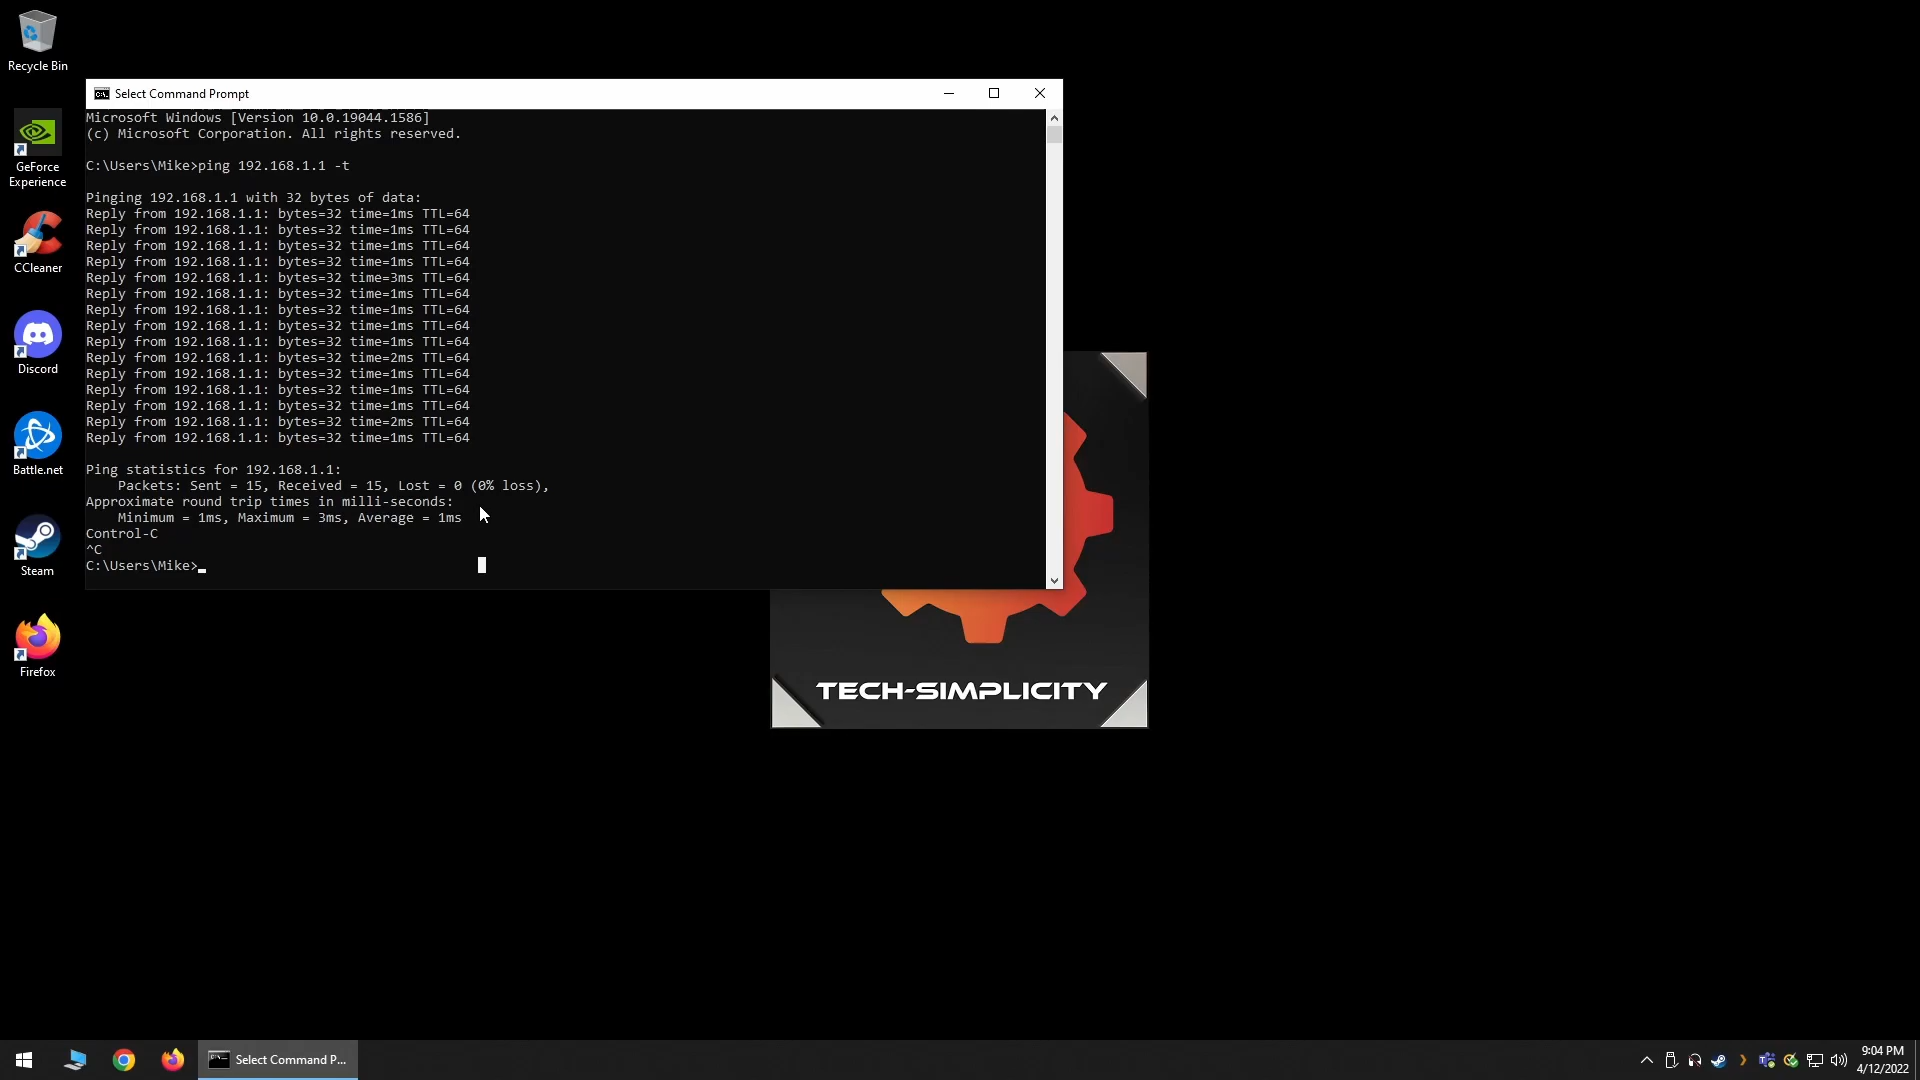 Recycle Bin
GeForce
Experience
CCleaner
Discord
Battle.net
Steam
Firefox
Select Command Prompt
Microsoft Windows [Version 10.0.19044.1586]
(c) Microsoft Corporation. All rights reserved.
C:\Users\Mike>ping 192.168.1.1 -t
Pinging 192.168.1.1 with 32 bytes of data:
Reply from 192.168.1.1: bytes=32 time=1ms TTL=64
Reply from 192.168.1.1: bytes=32 time=1ms TTL=64
Reply from 192.168.1.1: bytes=32 time=1ms TTL=64
Reply from 192.168.1.1: bytes=32 time=1ms TTL=64
Reply from 192.168.1.1: bytes=32 time=3ms TTL=64
Reply from 192.168.1.1: bytes=32 time=1ms TTL=64
Reply from 192.168.1.1: bytes=32 time=1ms TTL=64
Reply from 192.168.1.1: bytes=32 time=1ms TTL=64
Reply from 192.168.1.1: bytes=32 time=1ms TTL=64
Reply from 192.168.1.1: bytes=32 time=2ms TTL=64
Reply from 192.168.1.1: bytes=32 time=1ms TTL=64
Reply from 192.168.1.1: bytes=32 time=1ms TTL=64
Reply from 192.168.1.1: bytes=32 time=1ms TTL=64
Reply from 192.168.1.1: bytes=32 time=2ms TTL=64
Reply from 192.168.1.1: bytes=32 time=1ms TTL=64
Ping statistics for 192.168.1.1:
Packets: Sent = 15, Received = 15, Lost = 0 (0% loss),
Approximate round trip times in milli-seconds:
Minimum = 1ms, Maximum = 3ms, Average = 1ms
Control-C
^C
C:\Users\Mike>
TECH-SIMPLICITY
Select Command P...
9:04 PM
4/12/2022